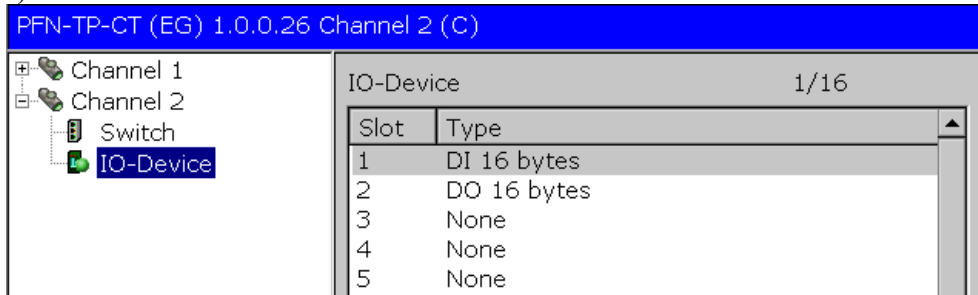 PFN-TP-CT (EG) 1.0.0.26 Channel 2 (C)
Channel 1
Channel 2
Switch
IO-Device
IO-Device 1/16
Slot Type
1 DI 16 bytes
2 DO 16 bytes
3 None
4 None
5 None